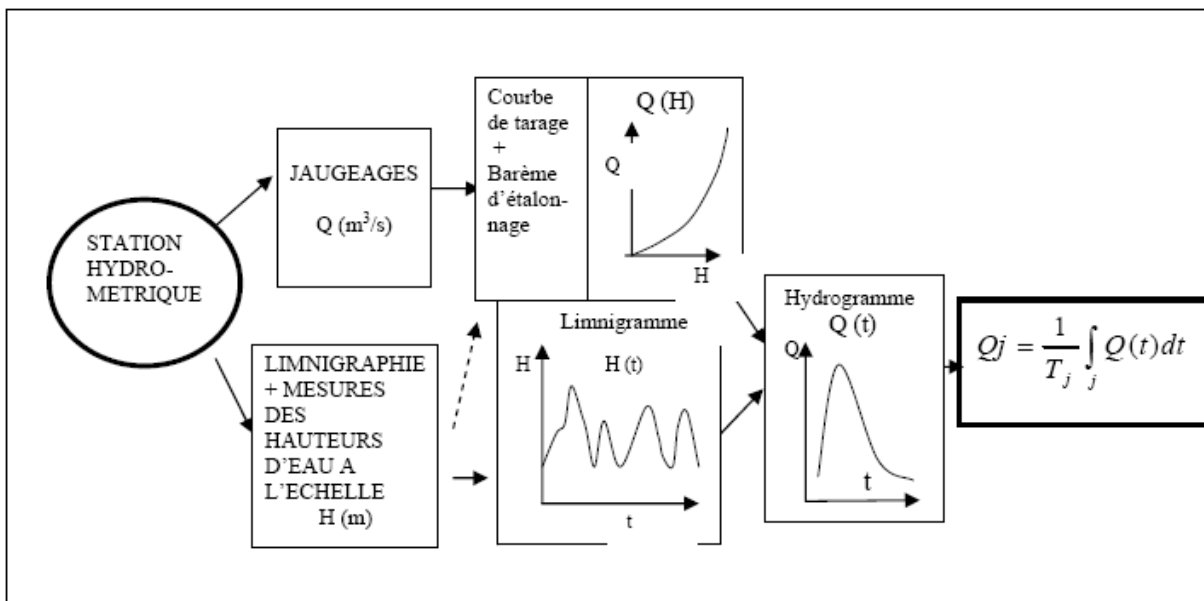 STATION
HYDRO-
METRIQUE
JAUGEAGES
Q (m³/s)
LIMNIGRAPHIE
+ MESURES
DES
HAUTEURS
D'EAU A
L'ECHELLE
H (m)
Courbe
de tarage
+
Barème
d'étalon-
nage
Q (H)
Q
H
Limnigramme
H
H (t)
t
Hydrogramme
Q (t)
Q
t
Qj = 1/T_j ∫_j Q(t)dt